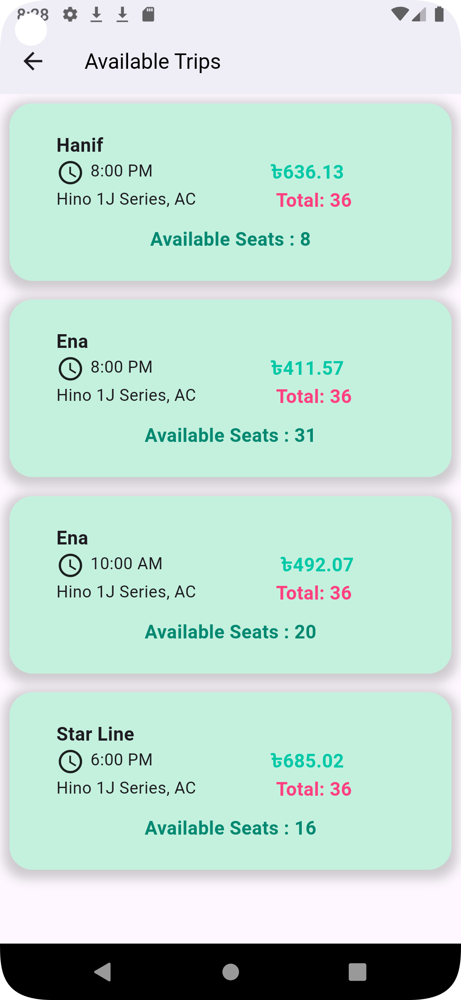 Available Trips
Hanif
8:00 PM
৳636.13
Hino 1J Series, AC
Total: 36
Available Seats : 8
Ena
8:00 PM
৳411.57
Hino 1J Series, AC
Total: 36
Available Seats : 31
Ena
10:00 AM
৳492.07
Hino 1J Series, AC
Total: 36
Available Seats : 20
Star Line
6:00 PM
৳685.02
Hino 1J Series, AC
Total: 36
Available Seats : 16